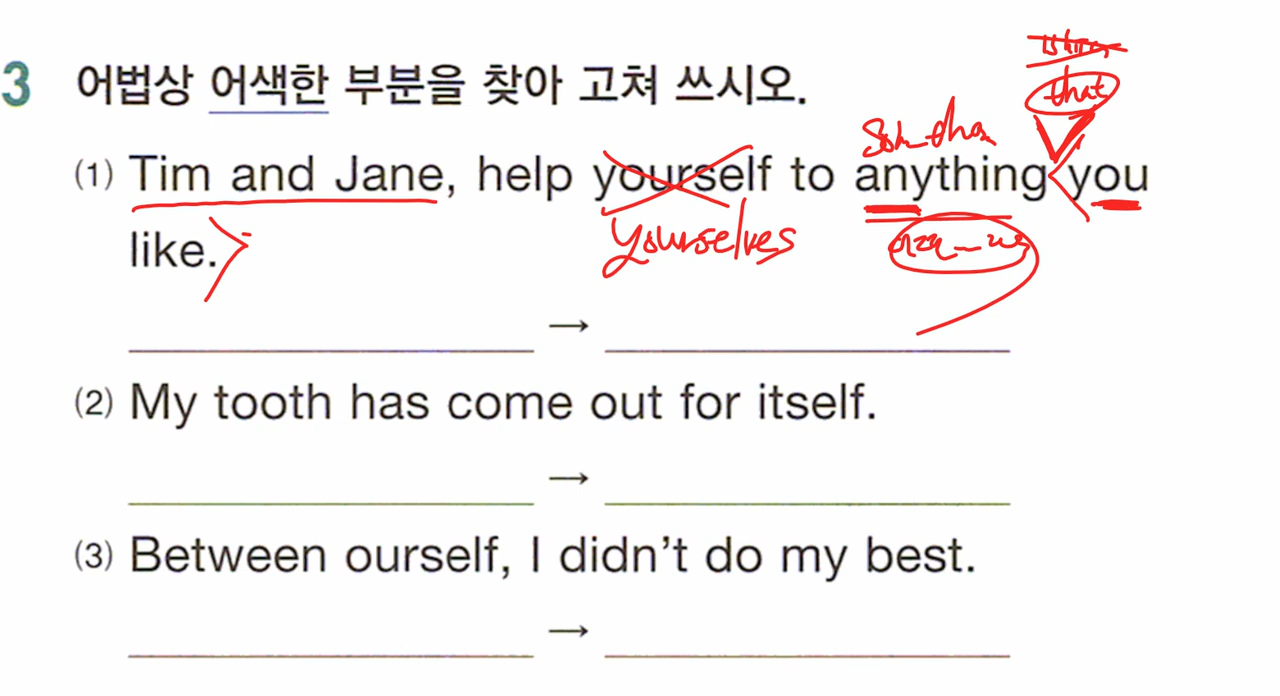 3 어법상 어색한 부분을 찾아 고쳐 쓰시오.
that
(1) Tim and Jane, help yourself to anything you
yourselves
like.
→
(2) My tooth has come out for itself.
→
(3) Between ourself, I didn't do my best.
→